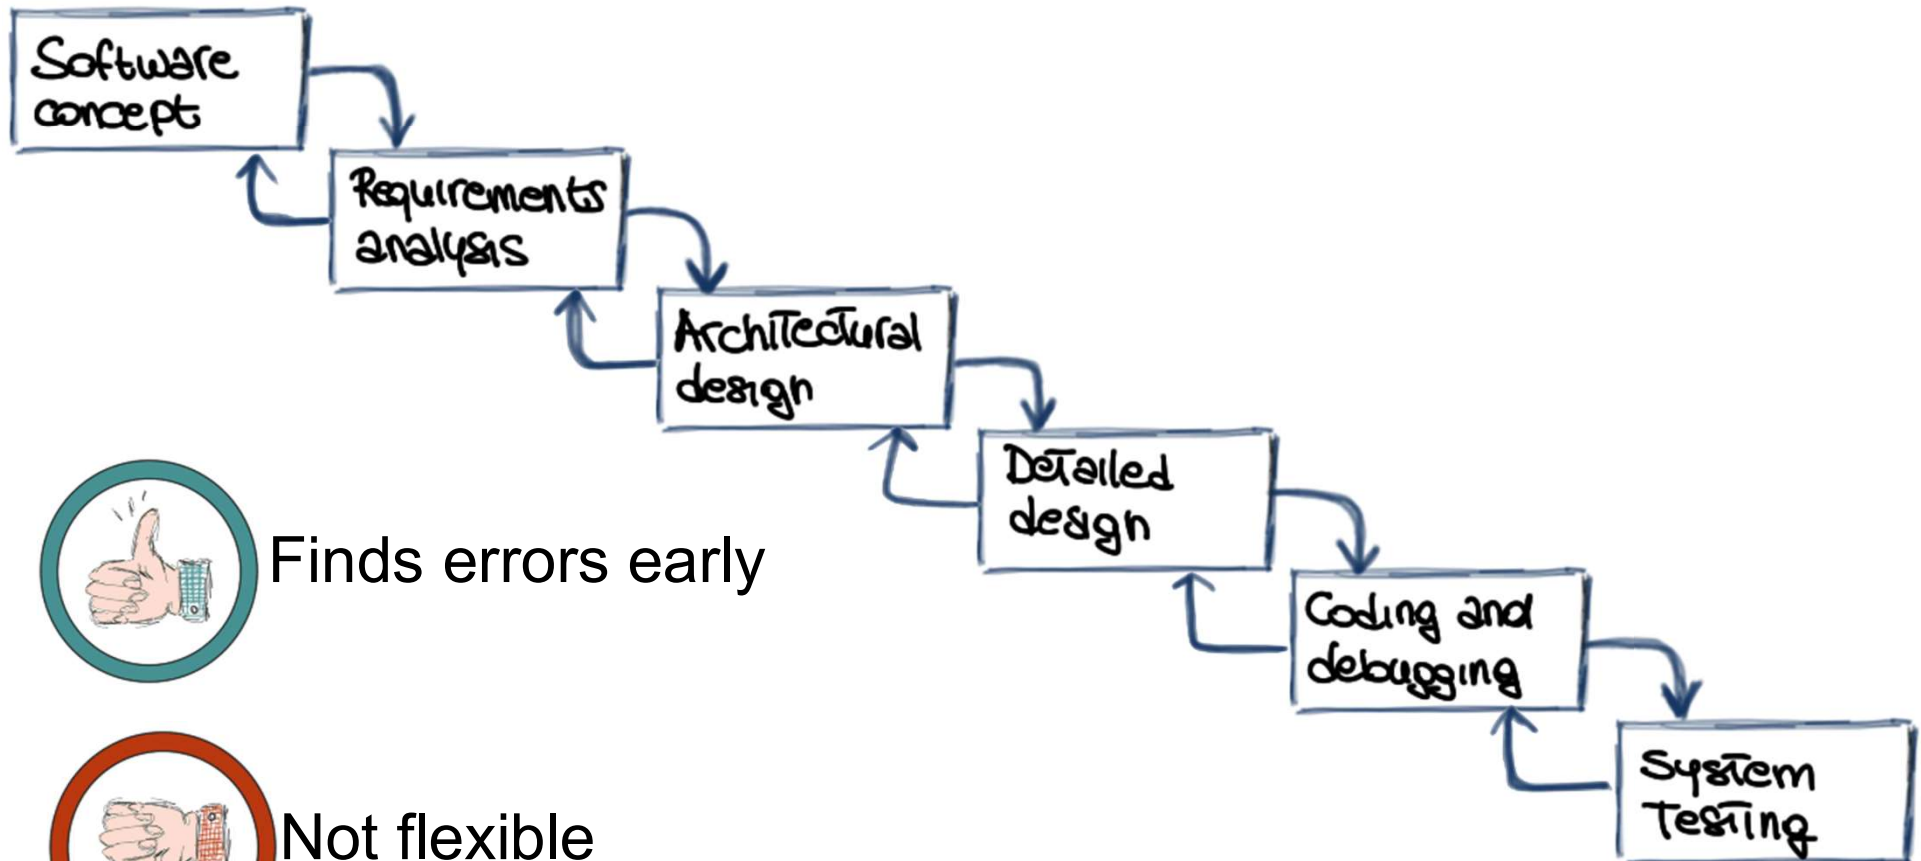 Software
concept
Requirements
analysis
Architectural
design
Detailed
design
Finds errors early
Coding and
debugging
System
Testing
Not flexible